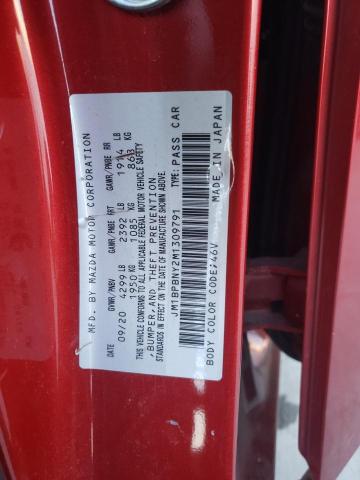 MFD. BY MAZDA MOTOR CORPORATION
DATE GVWR/PNBV GAWR/PNBE FRT GAWR/PNBE RR
09/20 4299 LB 2392 LB 1914 LB
1950 KG 1085 KG 868 KG
THIS VEHICLE CONFORMS TO ALL APPLICABLE FEDERAL MOTOR VEHICLE SAFETY
,BUMPER, AND THEFT PREVENTION
STANDARDS IN EFFECT ON THE DATE OF MANUFACTURE SHOWN ABOVE.
JM1BPBNY2M1309791 TYPE: PASS CAR
BODY COLOR CODE:46V MADE IN JAPAN